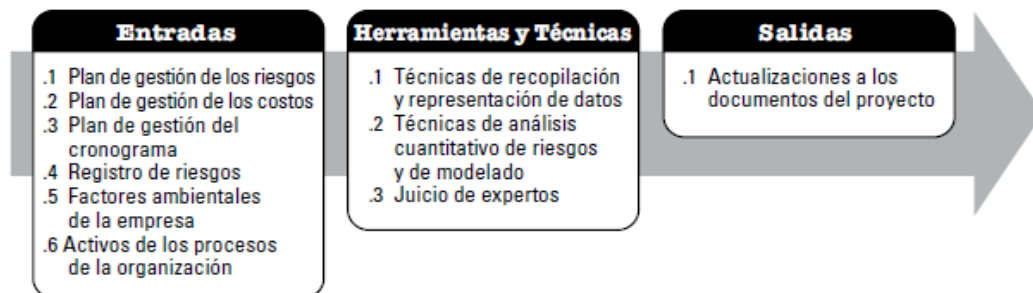 Entradas
.1 Plan de gestión de los riesgos
.2 Plan de gestión de los costos
.3 Plan de gestión del
cronograma
.4 Registro de riesgos
.5 Factores ambientales
de la empresa
.6 Activos de los procesos
de la organización
Herramientas y Técnicas
.1 Técnicas de recopilación
y representación de datos
.2 Técnicas de análisis
cuantitativo de riesgos
y de modelado
.3 Juicio de expertos
Salidas
.1 Actualizaciones a los
documentos del proyecto